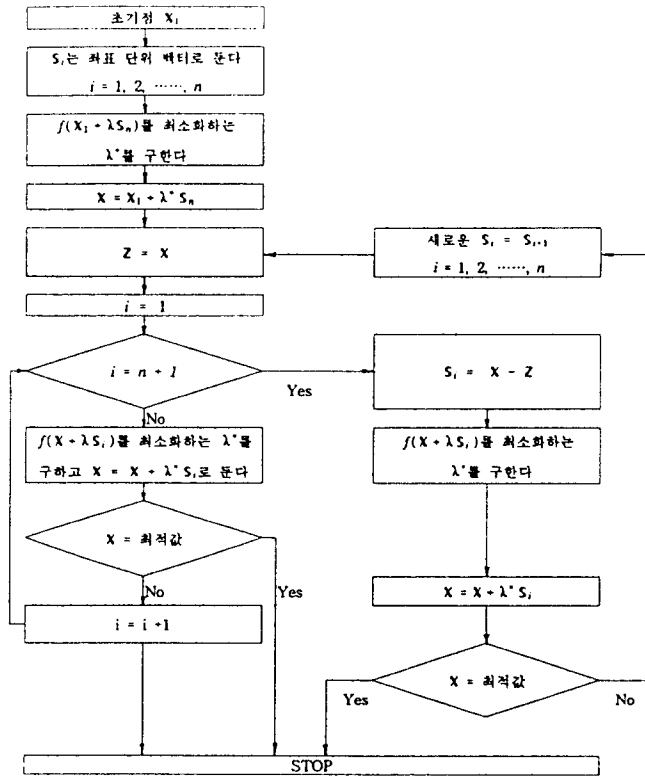 초기점 X₁
Sᵢ는 좌표 단위 벡터로 둔다
i = 1, 2, ……, n
f(X₁ + λSₙ)를 최소화하는
λ*를 구한다
X = X₁ + λ* Sₙ
Z = X
새로운 Sᵢ = Sᵢ₊₁
i = 1, 2, ……, n
i = 1
i = n + 1
Yes
Sᵢ = X - Z
No
f(X + λSᵢ)를 최소화하는 λ*를
구하고 X = X + λ* Sᵢ로 둔다
f(X + λSᵢ)를 최소화하는
λ*를 구한다
X = 최적값
No
Yes
X = X + λ* Sᵢ
i = i +1
X = 최적값
Yes
No
STOP